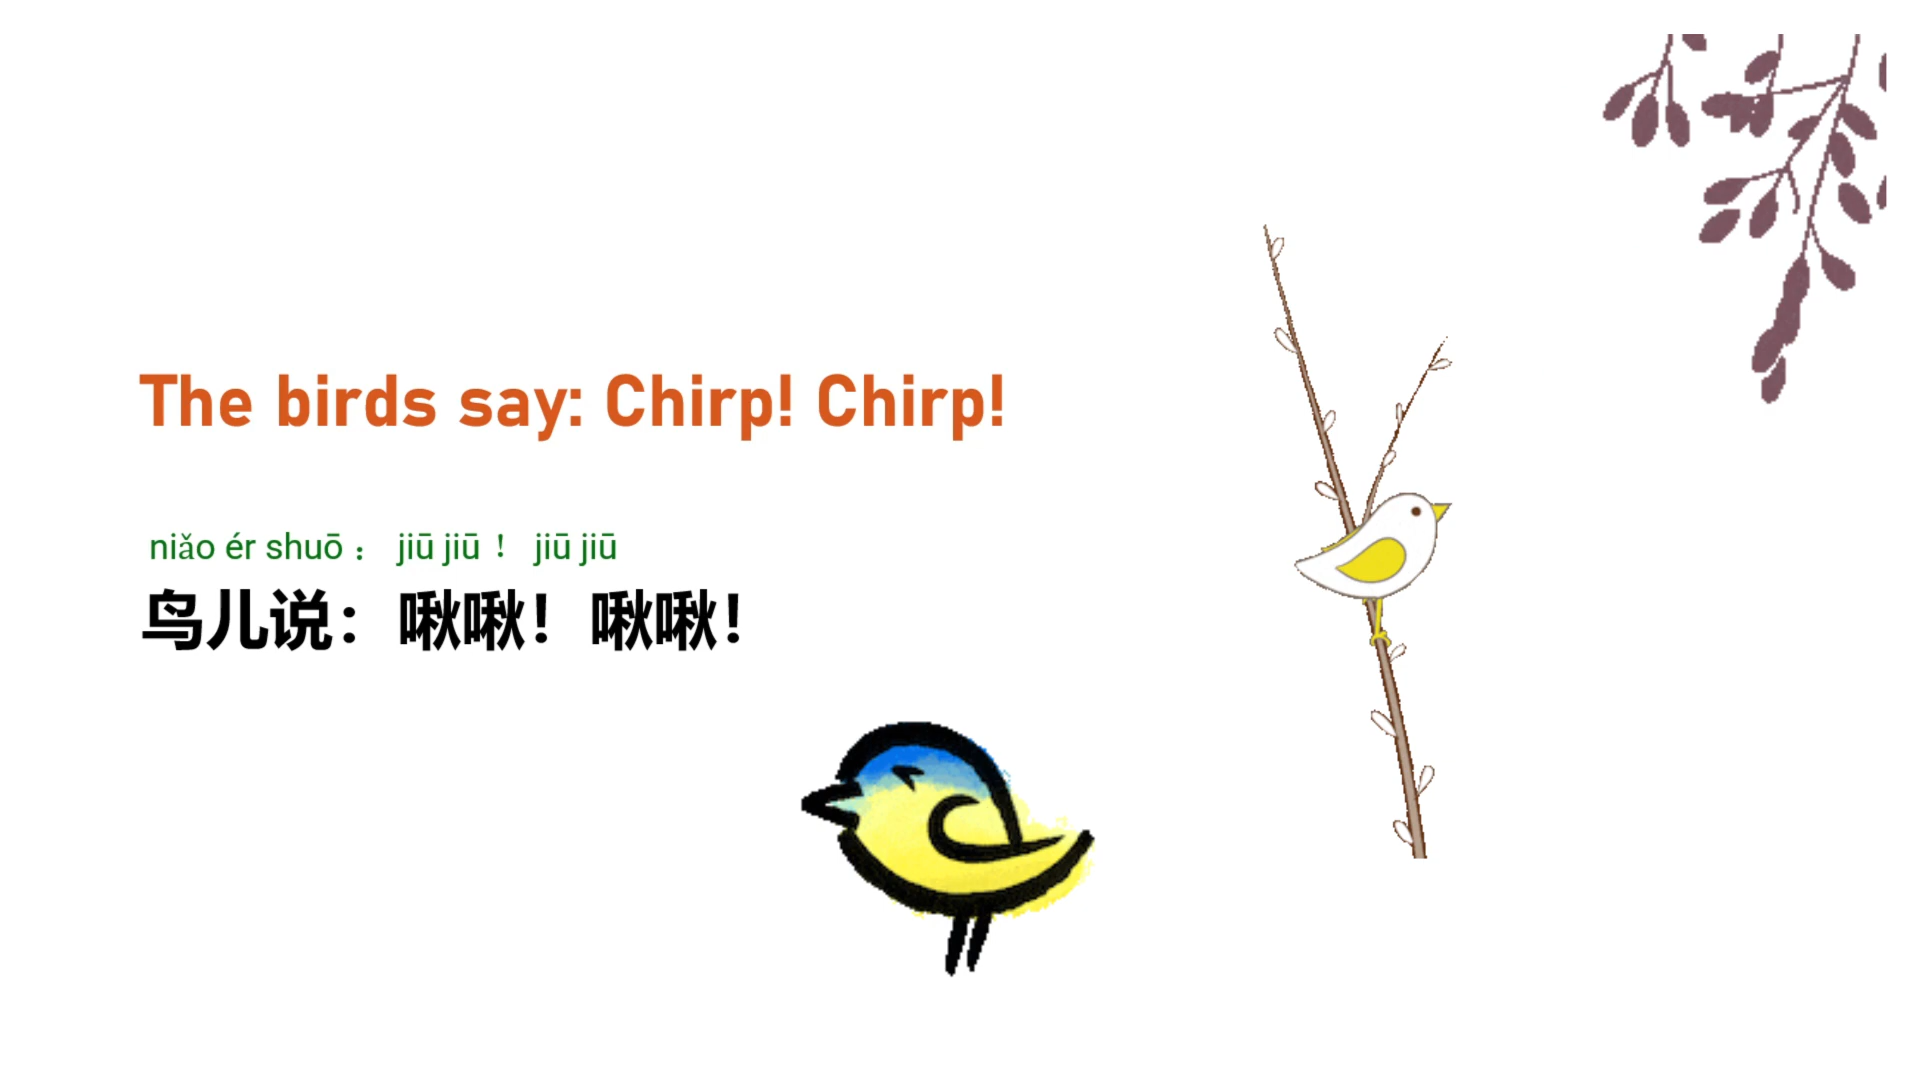 The birds say: Chirp! Chirp!
niǎo ér shuō ： jiū jiū ！ jiū jiū
鸟儿说：啾啾！啾啾！